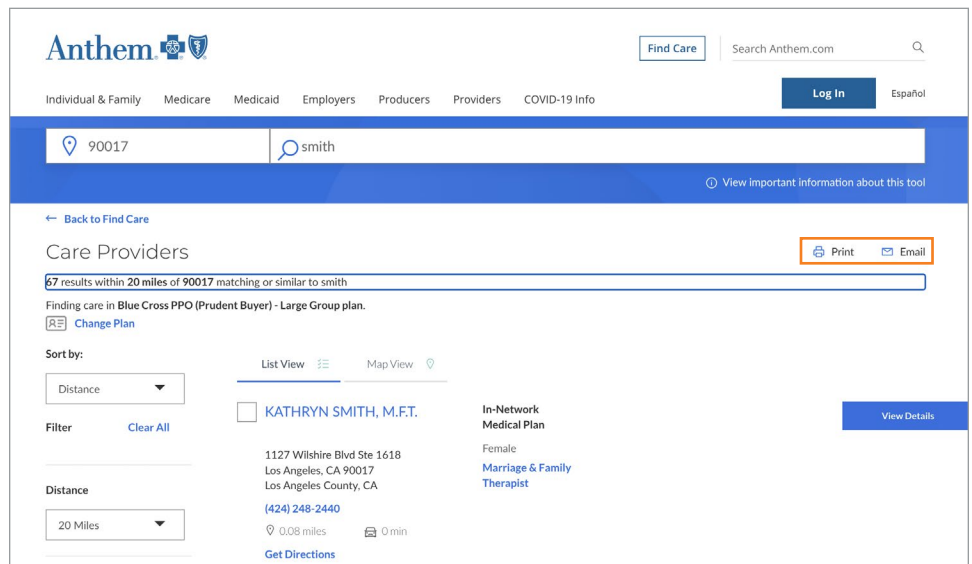 Anthem
Find Care
Search Anthem.com
Individual & Family Medicare Medicaid Employers Producers Providers COVID-19 Info
Log In
Español
90017
smith
View important information about this tool
← Back to Find Care
Care Providers
Print
Email
67 results within 20 miles of 90017 matching or similar to smith
Finding care in Blue Cross PPO (Prudent Buyer) - Large Group plan.
Change Plan
Sort by:
Distance
Filter Clear All
Distance
20 Miles
List View
Map View
KATHRYN SMITH, M.F.T.
1127 Wilshire Blvd Ste 1618
Los Angeles, CA 90017
Los Angeles County, CA
(424) 248-2440
0.08 miles 0 min
Get Directions
In-Network
Medical Plan
Female
Marriage & Family
Therapist
View Details